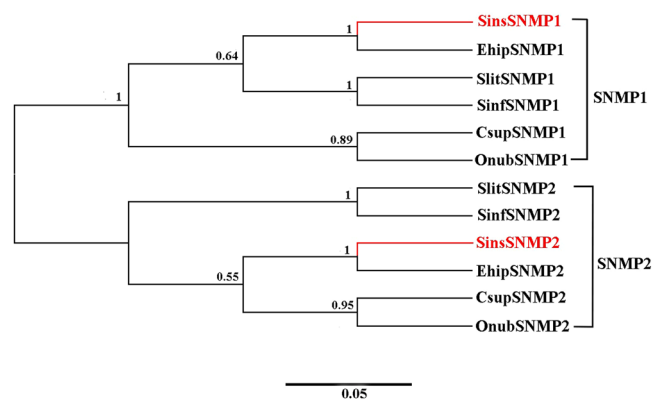 SinsSNMP1
1
EhipSNMP1
0.64
SlitSNMP1
1
SinfSNMP1
SNMP1
1
CsupSNMP1
0.89
OnubSNMP1
SlitSNMP2
1
SinfSNMP2
SinsSNMP2
1
EhipSNMP2
SNMP2
0.55
CsupSNMP2
0.95
OnubSNMP2
0.05